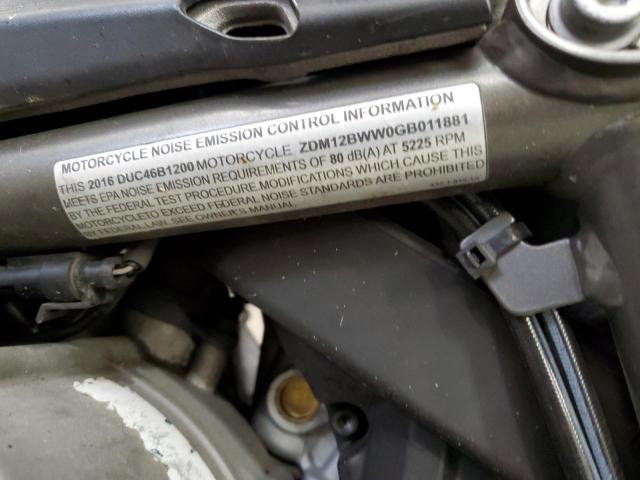 MOTORCYCLE NOISE EMISSION CONTROL INFORMATION
THIS 2016 DUC46B1200 MOTORCYCLE ZDM12BWW0GB011881
MEETS EPA NOISE EMISSION REQUIREMENTS OF 80 dB(A) AT 5225 RPM
BY THE FEDERAL TEST PROCEDURE.MODIFICATIONS WHICH CAUSE THIS
MOTORCYCLETO EXCEED FEDERAL NOISE STANDARDS ARE PROHIBITED
BY FEDERAL LAW. SEE OWNER'S MANUAL.